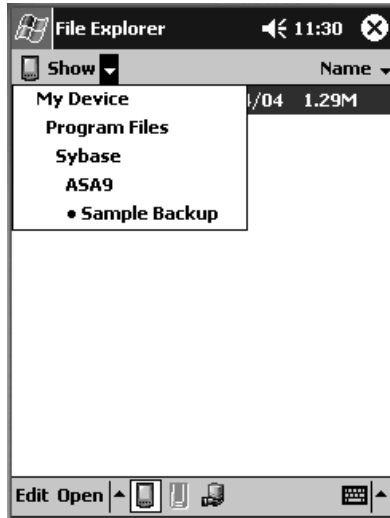 File Explorer 11:30
Show Name
My Device
/04 1.29M
Program Files
Sybase
ASA9
• Sample Backup
Edit Open